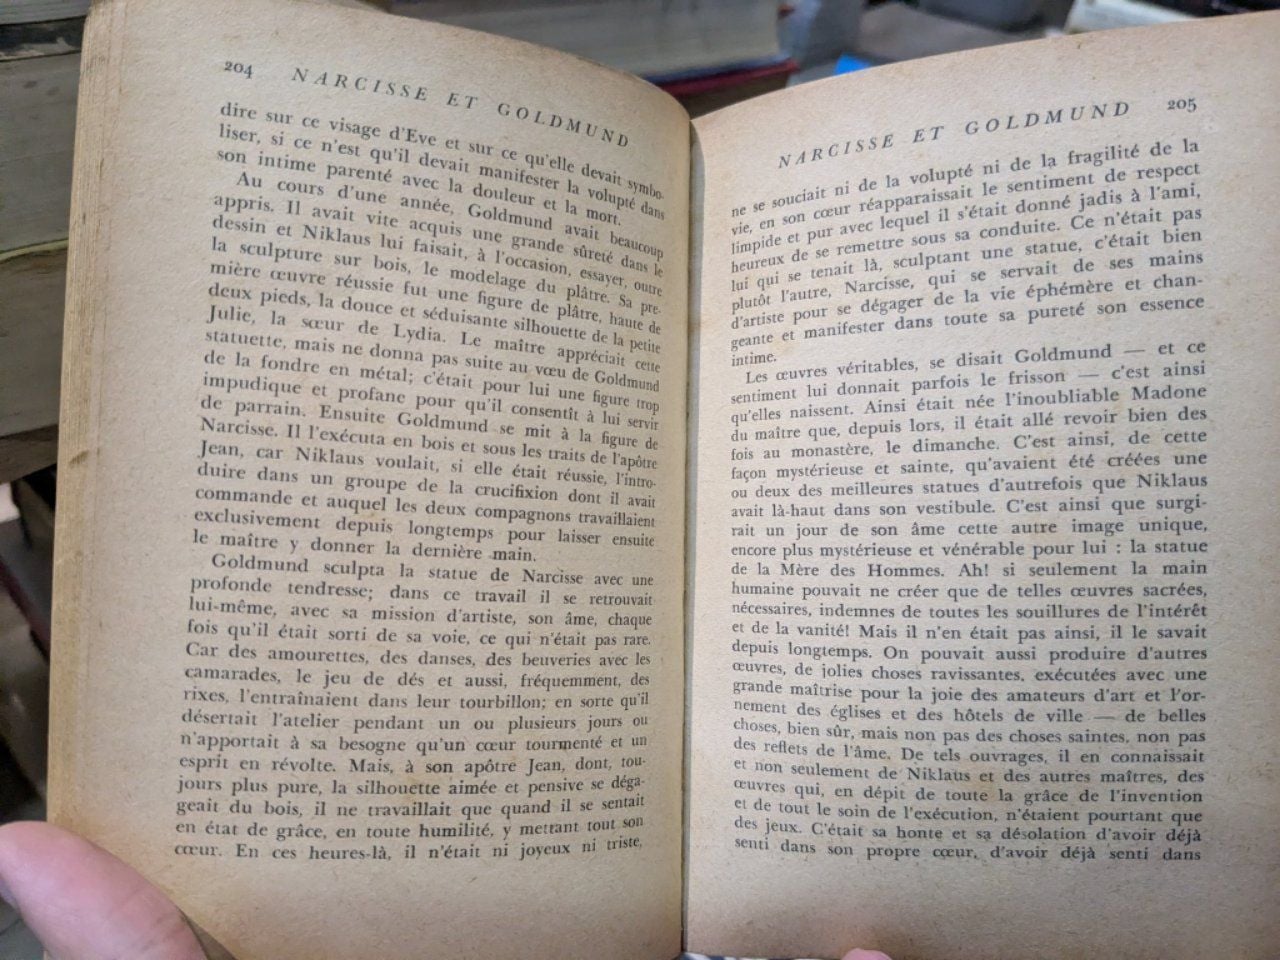 204 NARCISSE ET GOLDMUND
dire sur ce visage d'Eve et sur ce qu'elle devait symbo-
liser, si ce n'est qu'il devait manifester la volupté dans
son intime parenté avec la douleur et la mort.
Au cours d'une année, Goldmund avait beaucoup
appris. Il avait vite acquis une grande sûreté dans le
dessin et Niklaus lui faisait, à l'occasion, essayer, outre
la sculpture sur bois, le modelage du plâtre. Sa pre-
mière œuvre réussie fut une figure de plâtre, haute de
deux pieds, la douce et séduisante silhouette de la petite
Julie, la sœur de Lydia. Le maître appréciait cette
statuette, mais ne donna pas suite au vœu de Goldmund
de la fondre en métal; c'était pour lui une figure trop
impudique et profane pour qu'il consentît à lui servir
de parrain. Ensuite Goldmund se mit à la figure de
Narcisse. Il l'exécuta en bois et sous les traits de l'apôtre
Jean, car Niklaus voulait, si elle était réussie, l'intro-
duire dans un groupe de la crucifixion dont il avait
commande et auquel les deux compagnons travaillaient
exclusivement depuis longtemps pour laisser ensuite
le maître y donner la dernière main.
Goldmund sculpta la statue de Narcisse avec une
profonde tendresse; dans ce travail il se retrouvait
lui-même, avec sa mission d'artiste, son âme, chaque
fois qu'il était sorti de sa voie, ce qui n'était pas rare.
Car des amourettes, des danses, des beuveries avec les
camarades, le jeu de dés et aussi, fréquemment, des
rixes, l'entraînaient dans leur tourbillon; en sorte qu'il
désertait l'atelier pendant un ou plusieurs jours ou
n'apportait à sa besogne qu'un cœur tourmenté et un
esprit en révolte. Mais, à son apôtre Jean, dont, tou-
jours plus pure, la silhouette aimée et pensive se déga-
geait du bois, il ne travaillait que quand il se sentait
en état de grâce, en toute humilité, y mettant tout son
cœur. En ces heures-là, il n'était ni joyeux ni triste,
NARCISSE ET GOLDMUND 205
ne se souciait ni de la volupté ni de la fragilité de la
vie, en son cœur réapparaissait le sentiment de respect
limpide et pur avec lequel il s'était donné jadis à l'ami,
heureux de se remettre sous sa conduite. Ce n'était pas
lui qui se tenait là, sculptant une statue, c'était bien
plutôt l'autre, Narcisse, qui se servait de ses mains
d'artiste pour se dégager de la vie éphémère et chan-
geante et manifester dans toute sa pureté son essence
intime.
Les œuvres véritables, se disait Goldmund — et ce
sentiment lui donnait parfois le frisson — c'est ainsi
qu'elles naissent. Ainsi était née l'inoubliable Madone
du maître que, depuis lors, il était allé revoir bien des
fois au monastère, le dimanche. C'est ainsi, de cette
façon mystérieuse et sainte, qu'avaient été créées une
ou deux des meilleures statues d'autrefois que Niklaus
avait là-haut dans son vestibule. C'est ainsi que surgi-
rait un jour de son âme cette autre image unique,
encore plus mystérieuse et vénérable pour lui : la statue
de la Mère des Hommes. Ah! si seulement la main
humaine pouvait ne créer que de telles œuvres sacrées,
nécessaires, indemnes de toutes les souillures de l'intérêt
et de la vanité! Mais il n'en était pas ainsi, il le savait
depuis longtemps. On pouvait aussi produire d'autres
œuvres, de jolies choses ravissantes, exécutées avec une
grande maîtrise pour la joie des amateurs d'art et l'or-
nement des églises et des hôtels de ville — de belles
choses, bien sûr, mais non pas des choses saintes, non pas
des reflets de l'âme. De tels ouvrages, il en connaissait
et non seulement de Niklaus et des autres maîtres, des
œuvres qui, en dépit de toute la grâce de l'invention
et de tout le soin de l'exécution, n'étaient pourtant que
des jeux. C'était sa honte et sa désolation d'avoir déjà
senti dans son propre cœur, d'avoir déjà senti dans